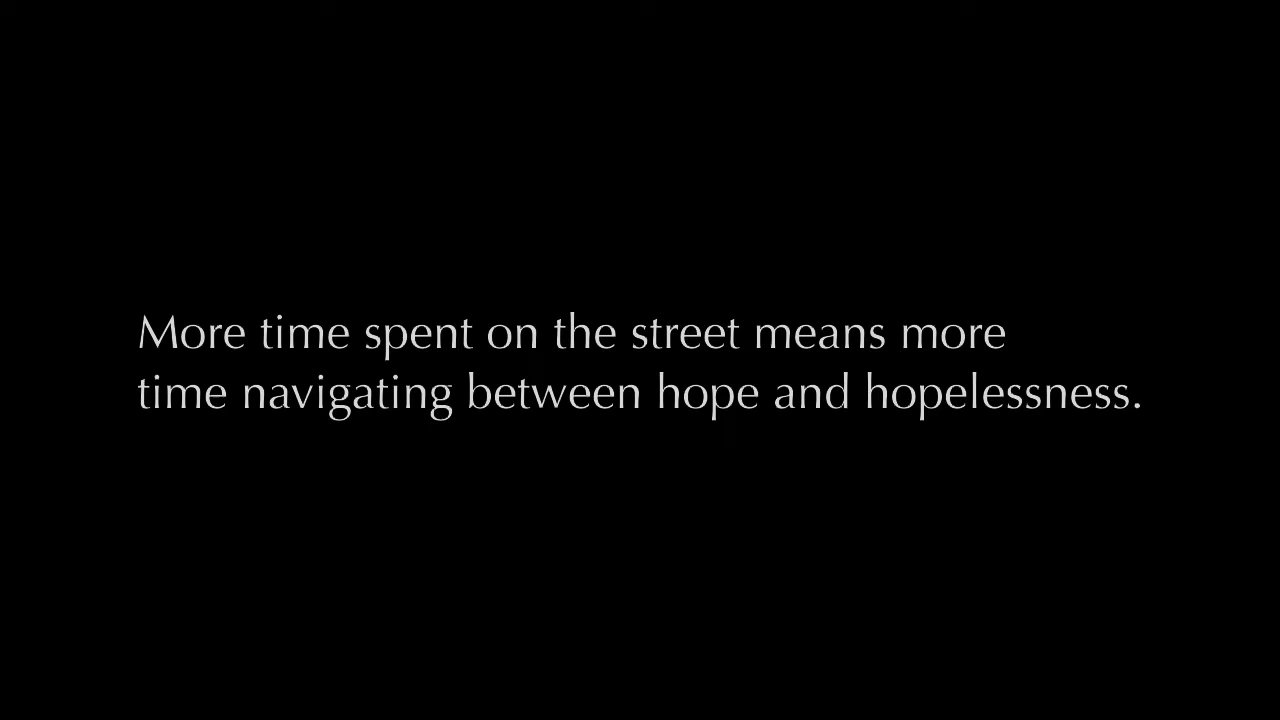 More time spent on the street means more
time navigating between hope and hopelessness.